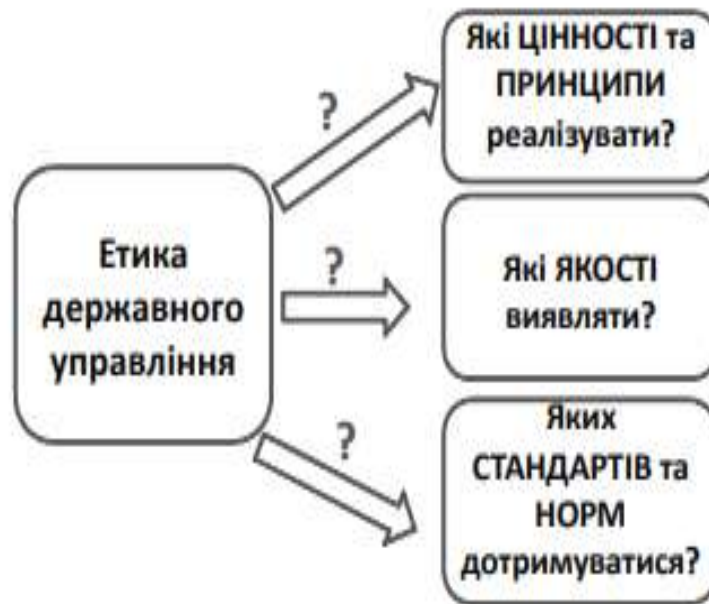 Які ЦІННОСТІ та
ПРИНЦИПИ
реалізувати?
?
Етика
державного
управління
?
Які ЯКОСТІ
виявляти?
?
Яких
СТАНДАРТІВ та
НОРМ
дотримуватися?